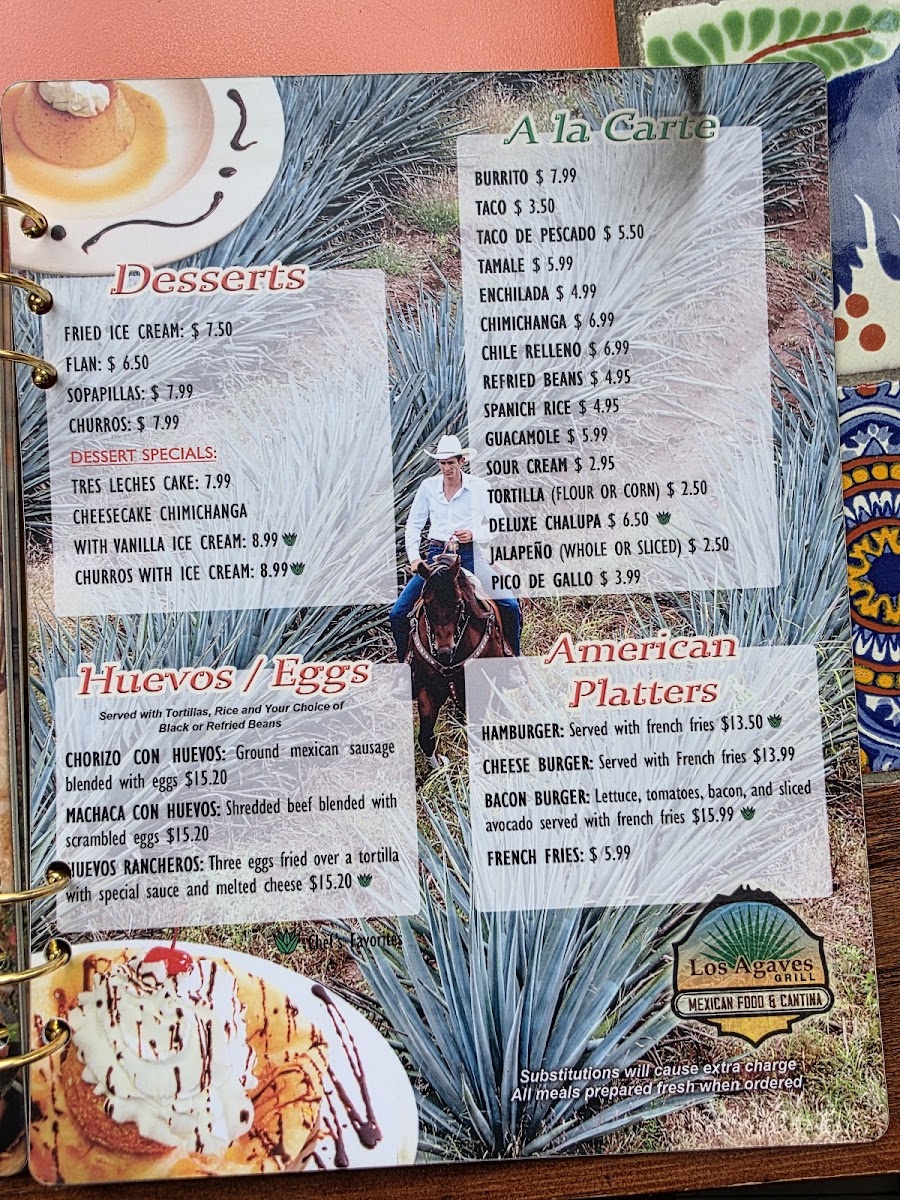 Desserts
FRIED ICE CREAM: $ 7.50
FLAN: $ 6.50
SOPAPILLAS: $ 7.99
CHURROS: $ 7.99
DESSERT SPECIALS:
TRES LECHES CAKE: 7.99
CHEESECAKE CHIMICHANGA
WITH VANILLA ICE CREAM: 8.99
CHURROS WITH ICE CREAM: 8.99
A la Carte
BURRITO $ 7.99
TACO $ 3.50
TACO DE PESCADO $ 5.50
TAMALE $ 5.99
ENCHILADA $ 4.99
CHIMICHANGA $ 6.99
CHILE RELLENO $ 6.99
REFRIED BEANS $ 4.95
SPANICH RICE $ 4.95
GUACAMOLE $ 5.99
SOUR CREAM $ 2.95
TORTILLA (FLOUR OR CORN) $ 2.50
DELUXE CHALUPA $ 6.50
JALAPEÑO (WHOLE OR SLICED) $ 2.50
PICO DE GALLO $ 3.99
Huevos / Eggs
Served with Tortillas, Rice and Your Choice of
Black or Refried Beans
CHORIZO CON HUEVOS: Ground mexican sausage
blended with eggs $15.20
MACHACA CON HUEVOS: Shredded beef blended with
scrambled eggs $15.20
HUEVOS RANCHEROS: Three eggs fried over a tortilla
with special sauce and melted cheese $15.20
Chef's Favorites
American
Platters
HAMBURGER: Served with french fries $13.50
CHEESE BURGER: Served with French fries $13.99
BACON BURGER: Lettuce, tomatoes, bacon, and sliced
avocado served with french fries $15.99
FRENCH FRIES: $ 5.99
Los Agaves
GRILL
MEXICAN FOOD & CANTINA
Substitutions will cause extra charge
All meals prepared fresh when ordered